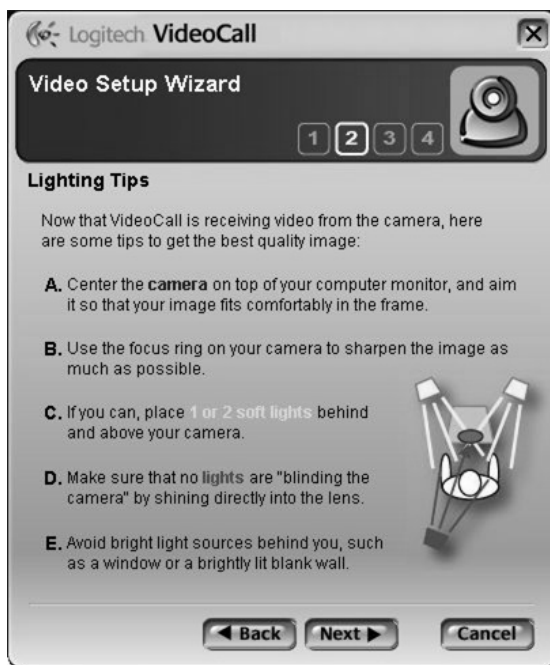 Logitech VideoCall
Video Setup Wizard
1 2 3 4
Lighting Tips
Now that VideoCall is receiving video from the camera, here
are some tips to get the best quality image:
A. Center the camera on top of your computer monitor, and aim
it so that your image fits comfortably in the frame.
B. Use the focus ring on your camera to sharpen the image as
much as possible.
C. If you can, place 1 or 2 soft lights behind
and above your camera.
D. Make sure that no lights are "blinding the
camera" by shining directly into the lens.
E. Avoid bright light sources behind you, such
as a window or a brightly lit blank wall.
Back Next Cancel